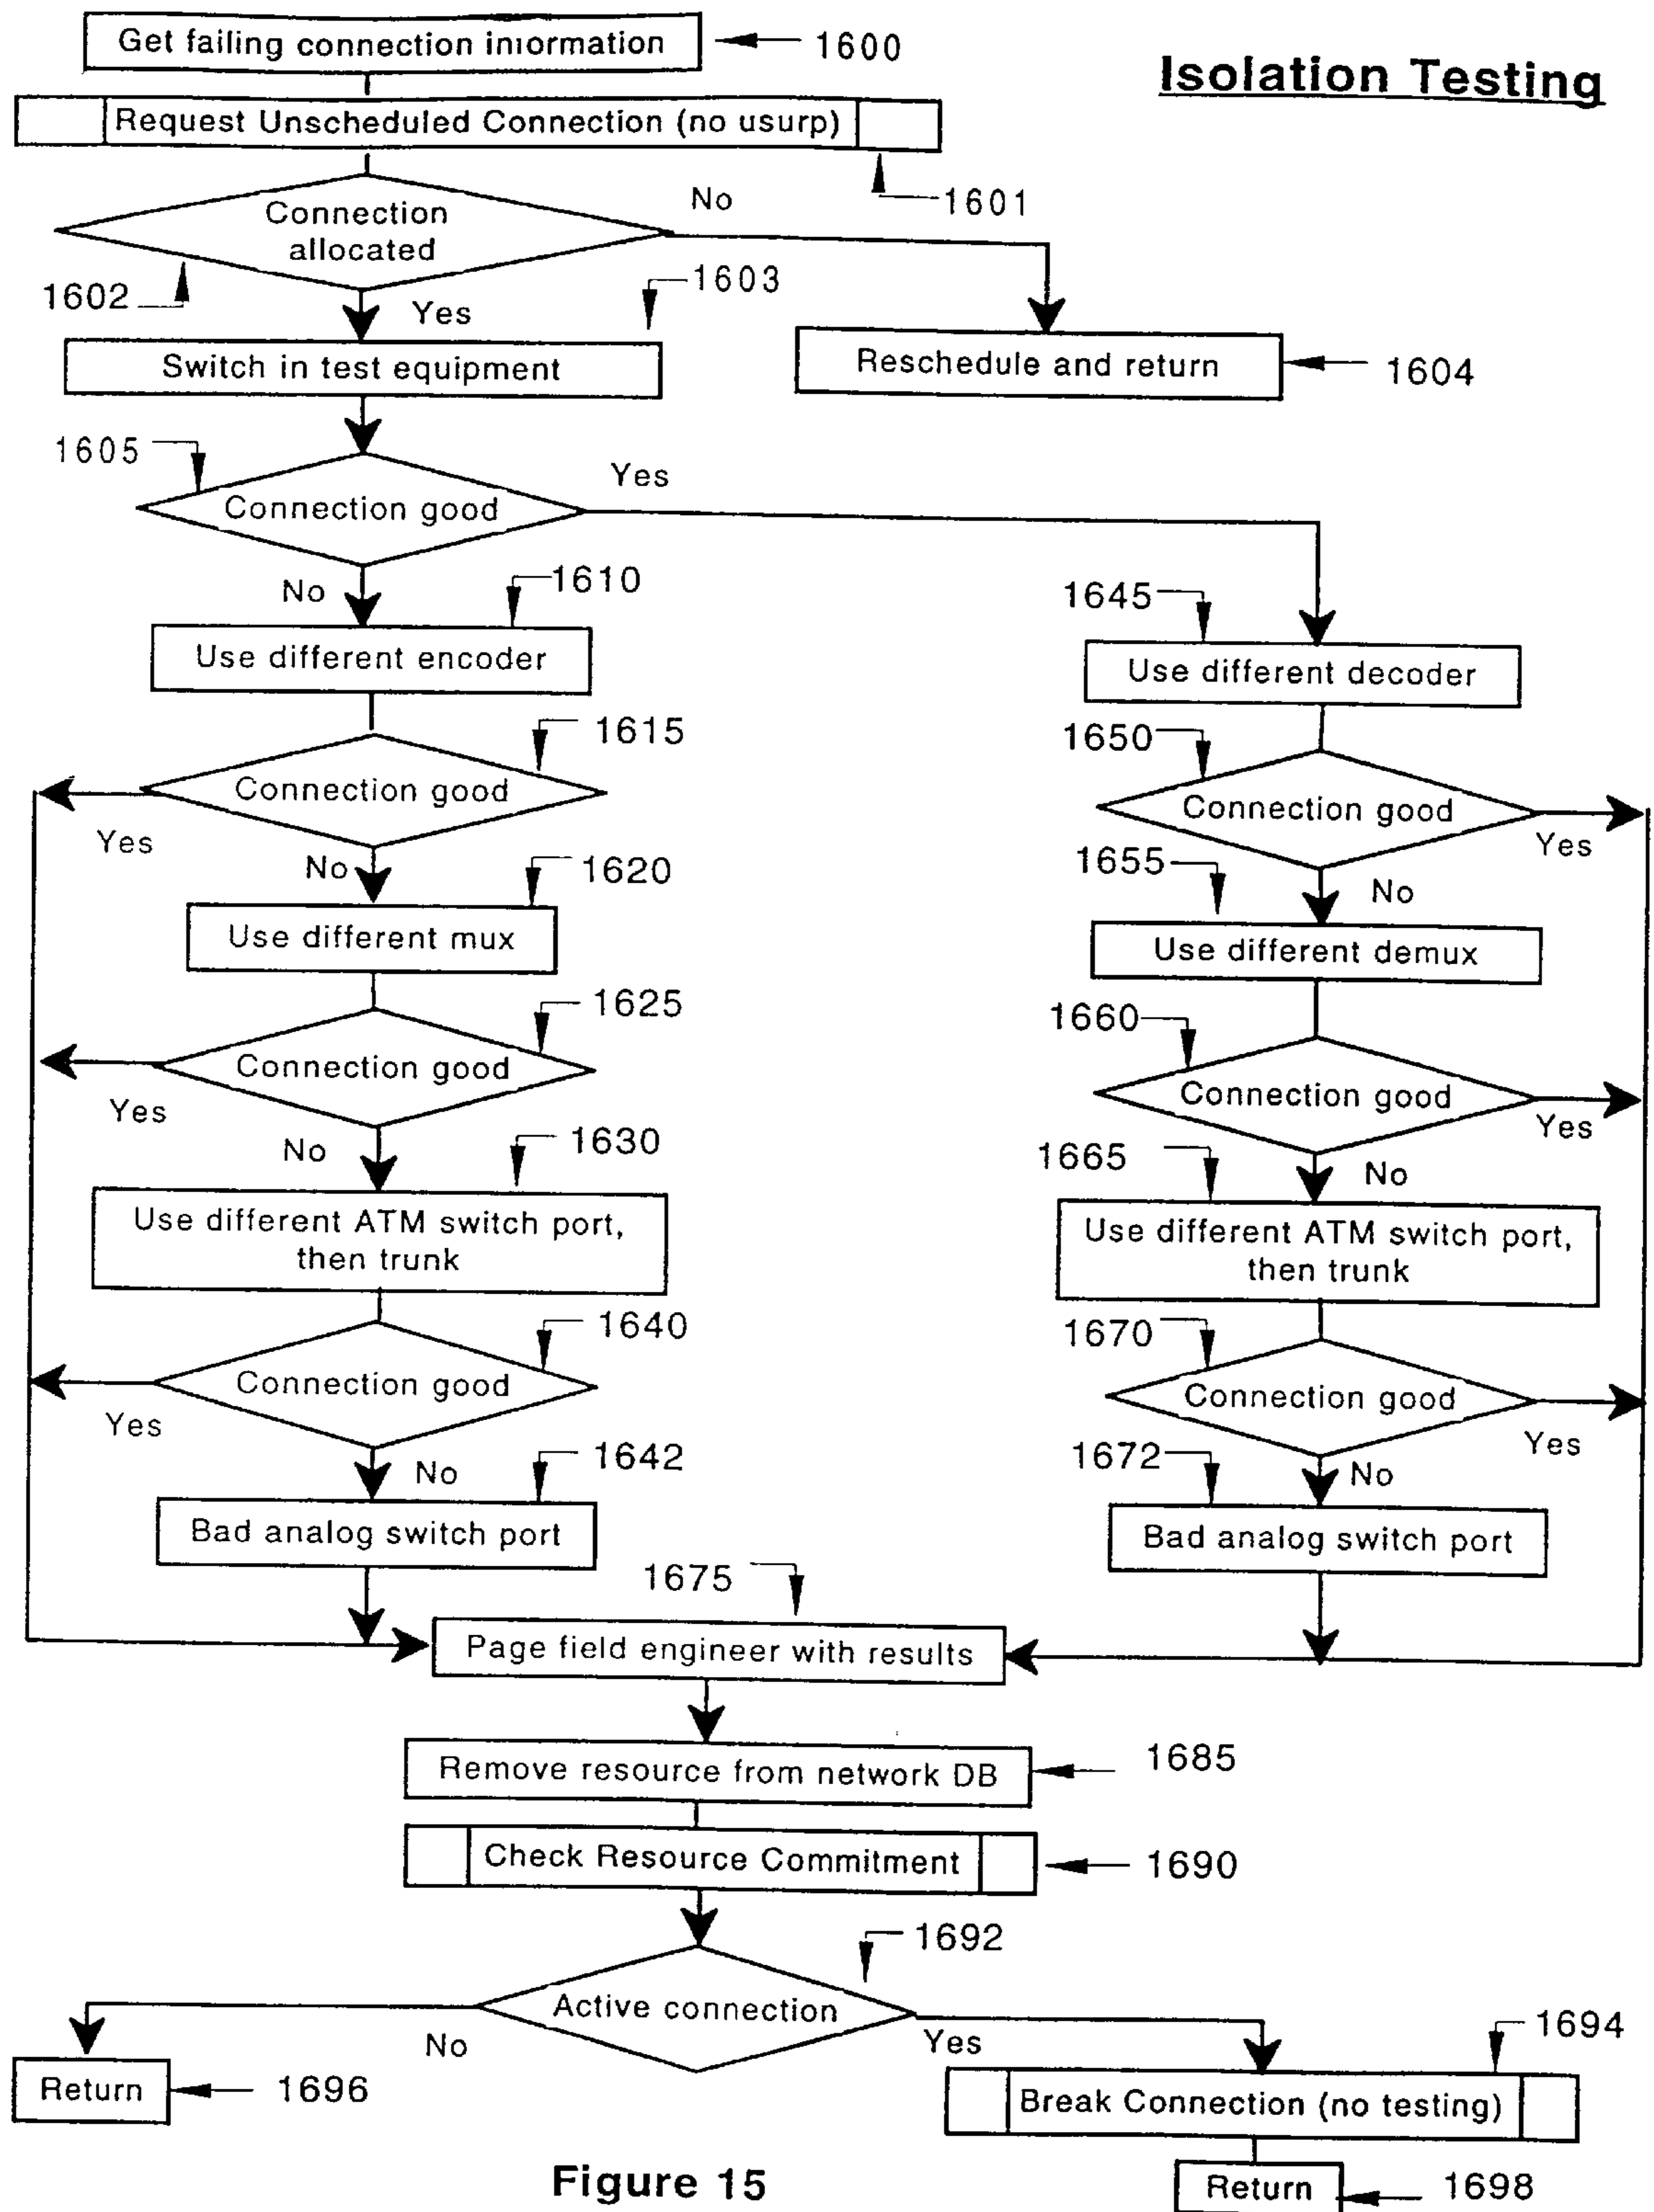 Get failing connection information
1600
Isolation Testing
Request Unscheduled Connection (no usurp)
1601
Connection
allocated
No
1602
Yes
1603
Switch in test equipment
Reschedule and return
1604
1605
Connection good
Yes
No
1610
Use different encoder
1645
Use different decoder
1615
Connection good
Yes
No
1650
Connection good
Yes
No
1620
Use different mux
1655
Use different demux
1625
Connection good
Yes
No
1660
Connection good
Yes
No
1630
Use different ATM switch port,
then trunk
1665
Use different ATM switch port,
then trunk
1640
Connection good
Yes
No
1670
Connection good
Yes
No
1642
Bad analog switch port
1672
Bad analog switch port
1675
Page field engineer with results
Remove resource from network DB
1685
Check Resource Commitment
1690
1692
Active connection
No
Yes
Return
1696
1694
Break Connection (no testing)
Return
1698
Figure 15